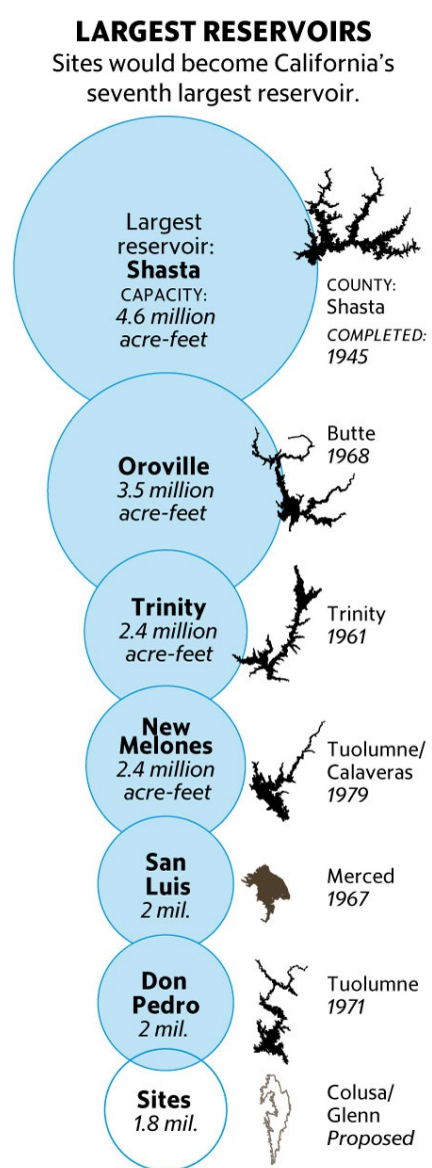 LARGEST RESERVOIRS
Sites would become California's
seventh largest reservoir.
Largest
reservoir:
Shasta
CAPACITY:
4.6 million
acre-feet
COUNTY:
Shasta
COMPLETED:
1945
Oroville
3.5 million
acre-feet
Butte
1968
Trinity
2.4 million
acre-feet
Trinity
1961
New
Melones
2.4 million
acre-feet
Tuolumne/
Calaveras
1979
San
Luis
2 mil.
Merced
1967
Don
Pedro
2 mil.
Tuolumne
1971
Sites
1.8 mil.
Colusa/
Glenn
Proposed